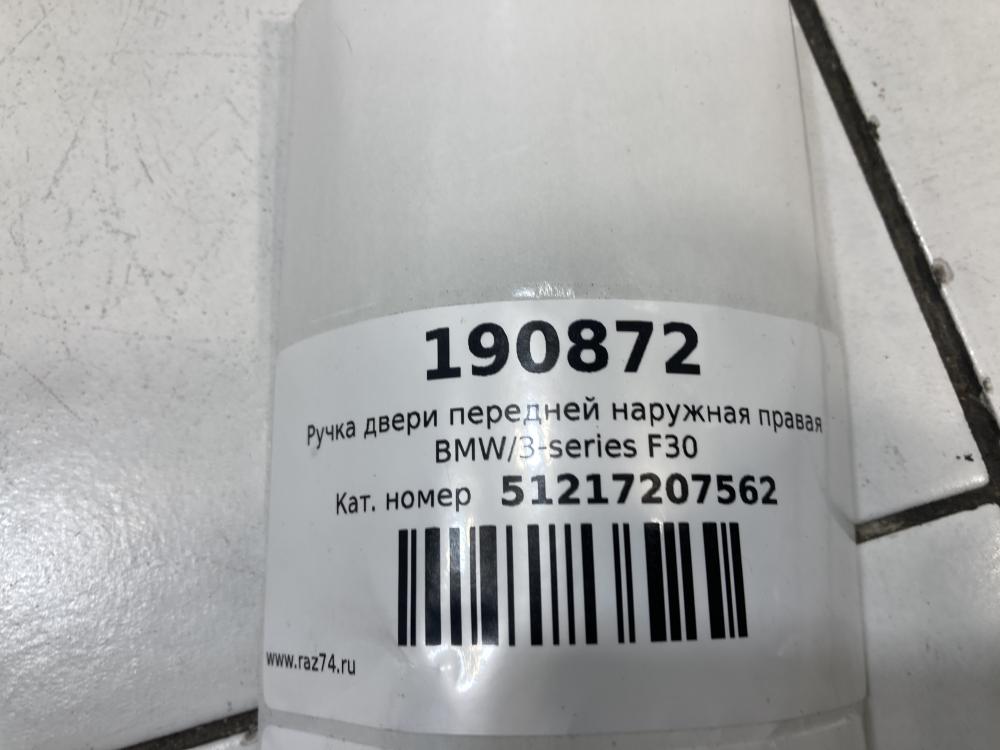 190872
Ручка двери передней наружная правая
BMW/3-series F30
Кат. номер 51217207562
www.raz74.ru